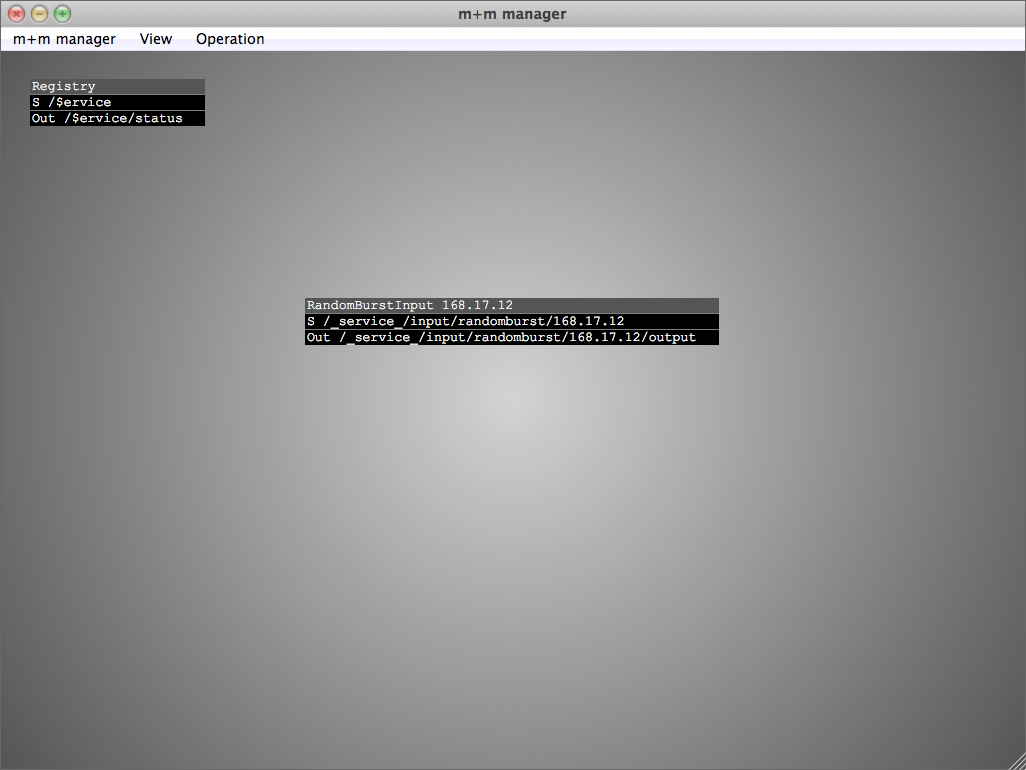 m+m manager
m+m manager View Operation
Registry
S /$ervice
Out /$ervice/status
RandomBurstInput 168.17.12
S /_service_/input/randomburst/168.17.12
Out /_service_/input/randomburst/168.17.12/output